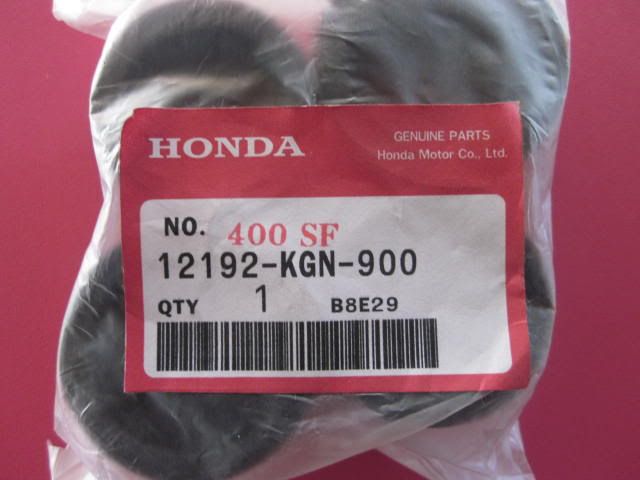 HONDA
GENUINE PARTS
Honda Motor Co., Ltd.
NO. 400 SF
12192-KGN-900
QTY 1 B8E29